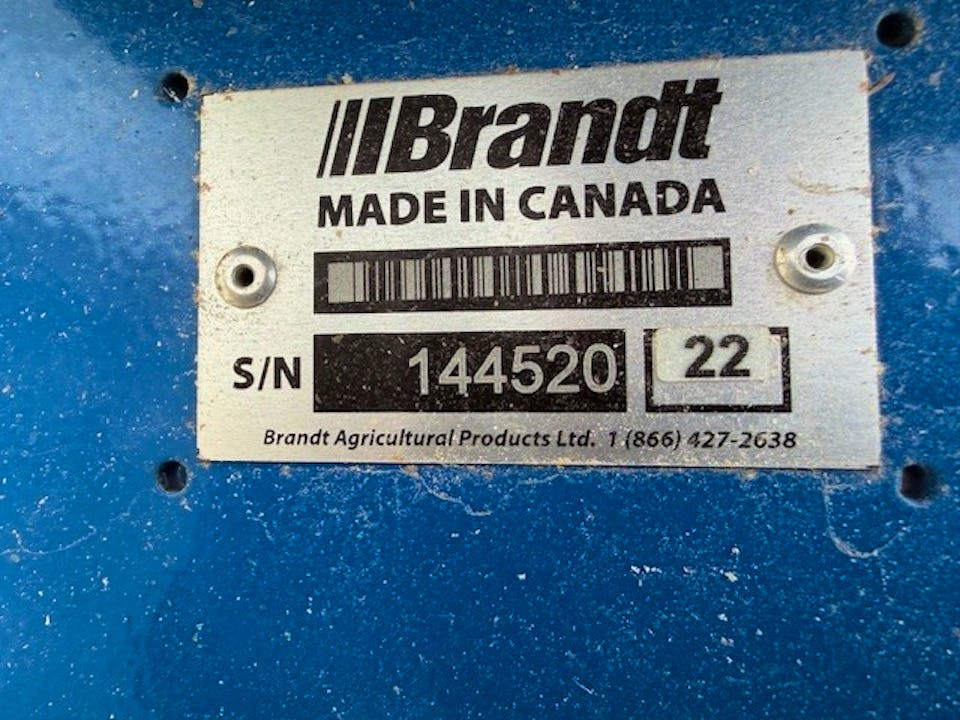 Brandt
MADE IN CANADA
S/N 144520 22
Brandt Agricultural Products Ltd. 1 (866) 427-2638